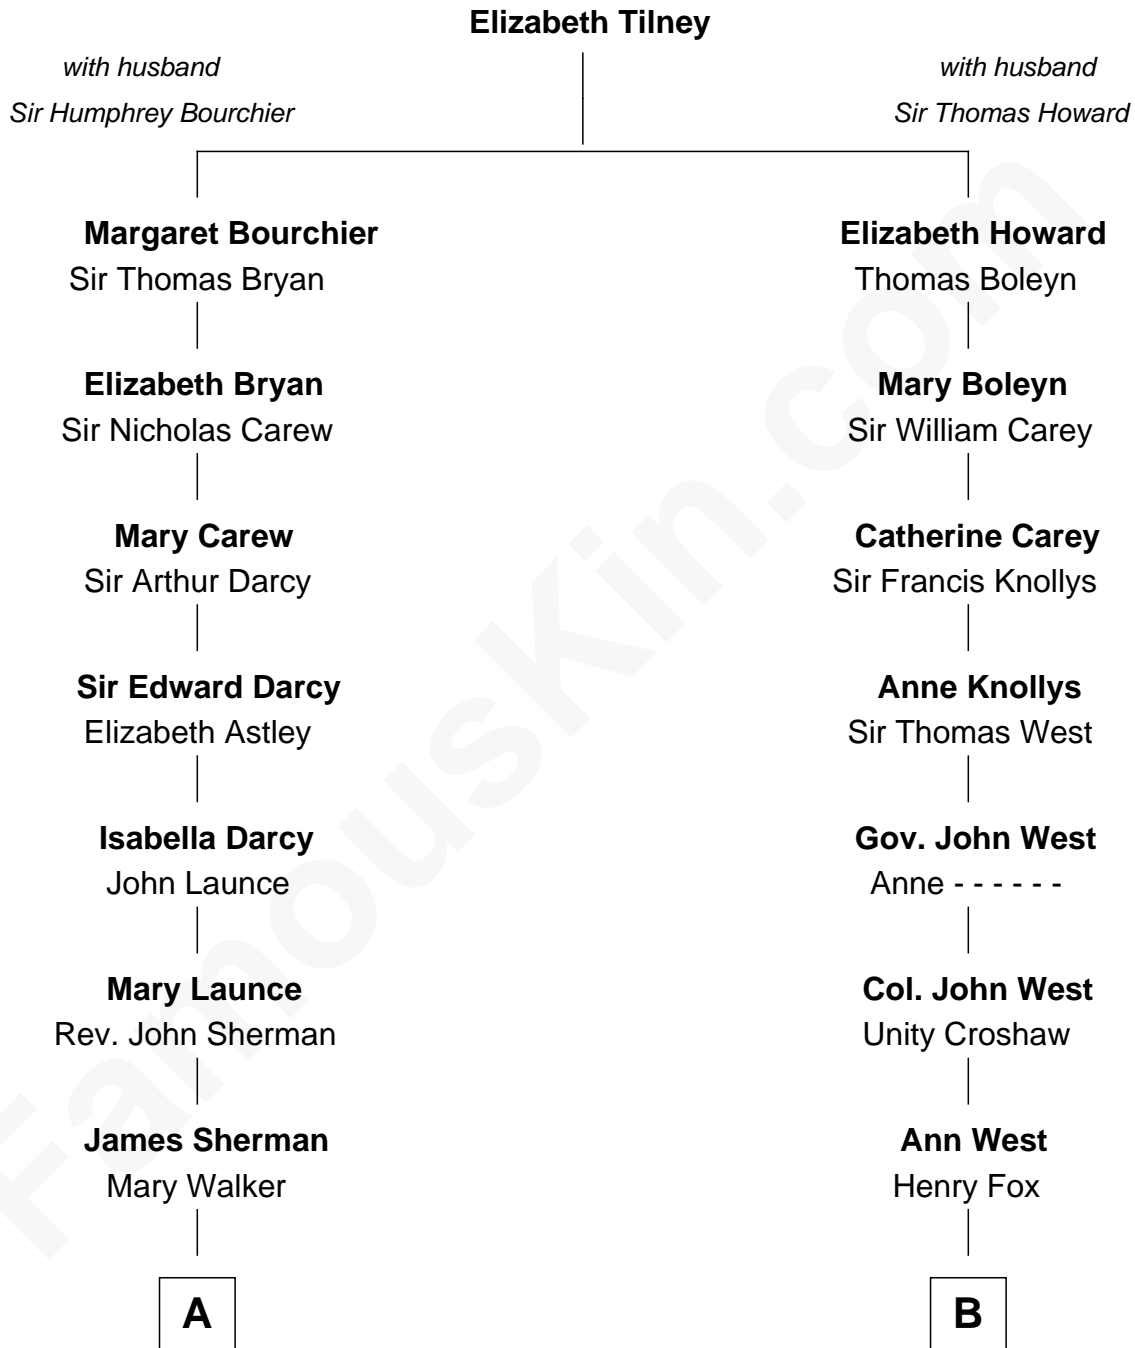 Elizabeth Tilney
with husband
Sir Humphrey Bourchier
with husband
Sir Thomas Howard
Margaret Bourchier
Sir Thomas Bryan
Elizabeth Howard
Thomas Boleyn
Elizabeth Bryan
Sir Nicholas Carew
Mary Boleyn
Sir William Carey
Mary Carew
Sir Arthur Darcy
Catherine Carey
Sir Francis Knollys
Sir Edward Darcy
Elizabeth Astley
Anne Knollys
Sir Thomas West
Isabella Darcy
John Launce
Gov. John West
Anne - - - - - -
Mary Launce
Rev. John Sherman
Col. John West
Unity Croshaw
James Sherman
Mary Walker
Ann West
Henry Fox
A
B
FamousKin.com